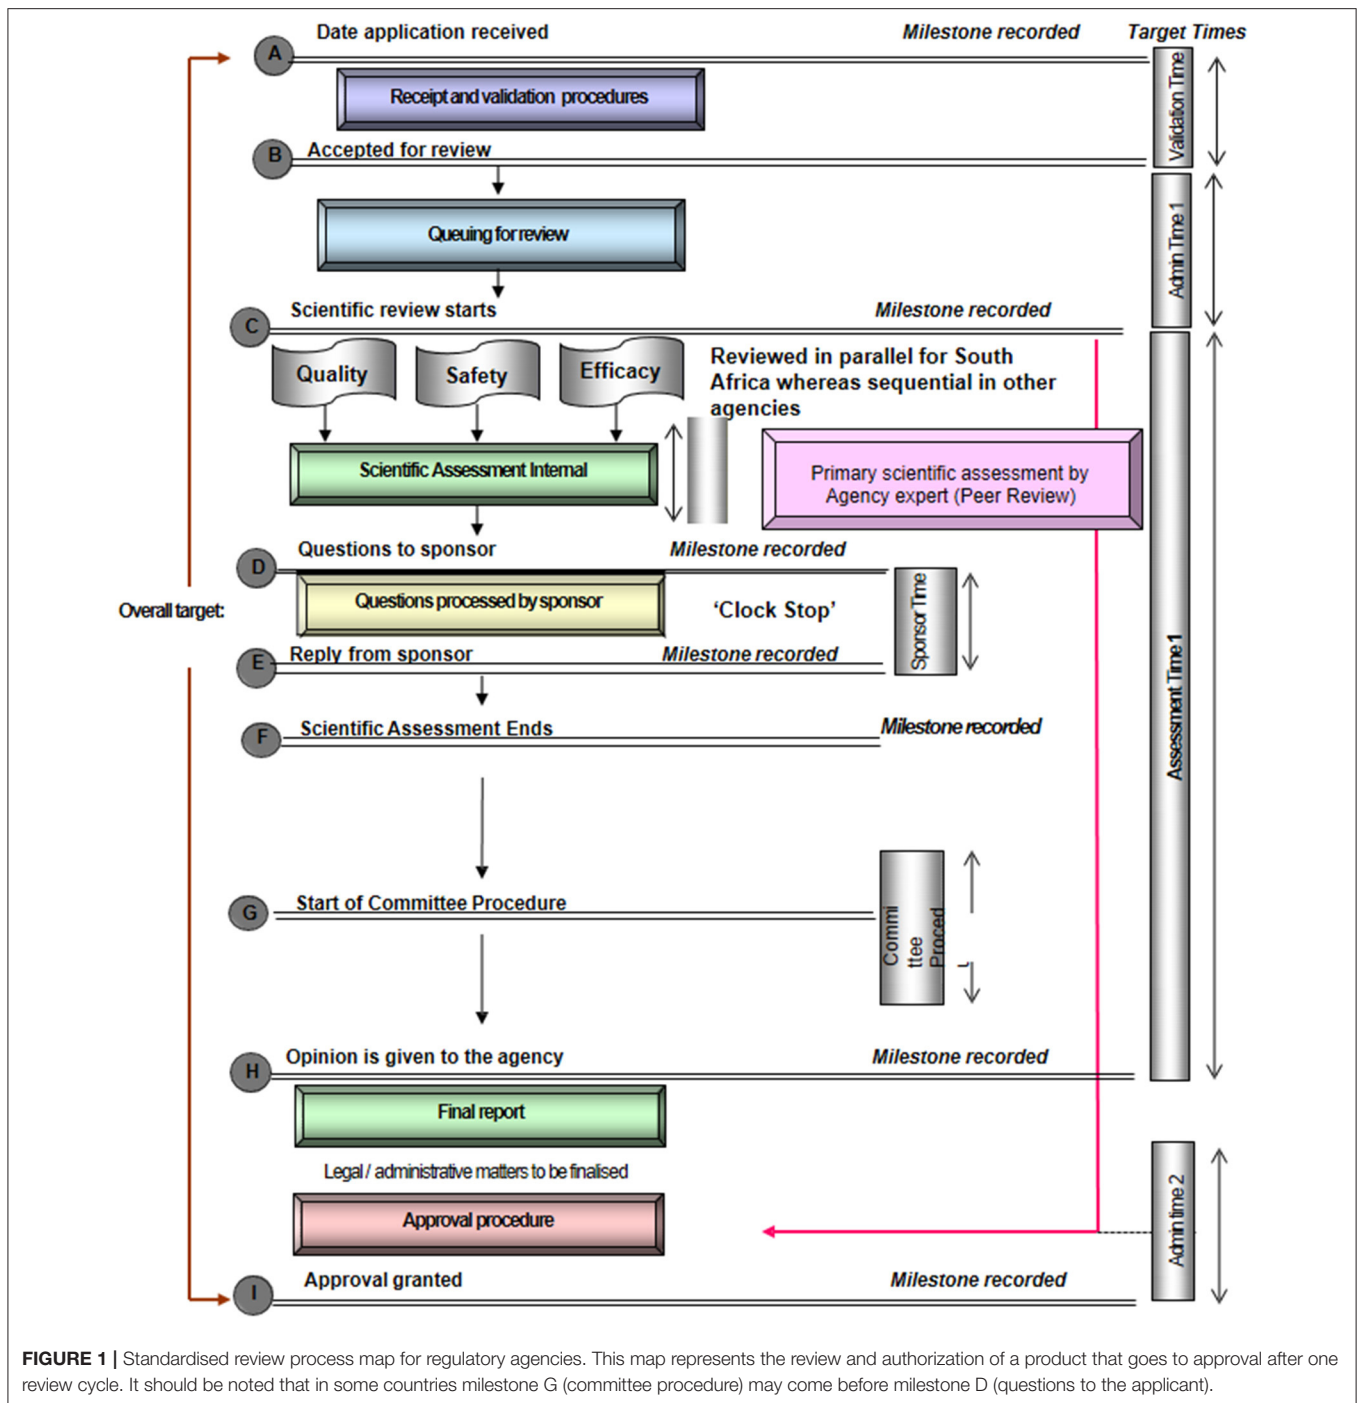 Date application received
Milestone recorded
Target Times
A
Receipt and validation procedures
Validation Time
B
Accepted for review
Queuing for review
Admin Time 1
Scientific review starts
Milestone recorded
C
Quality
Safety
Efficacy
Reviewed in parallel for South
Africa whereas sequential in other
agencies
Scientific Assessment Internal
Primary scientific assessment by
Agency expert (Peer Review)
Questions to sponsor
Milestone recorded
D
Overall target:
Questions processed by sponsor
'Clock Stop'
Sponsor Time
E
Reply from sponsor
Milestone recorded
F
Scientific Assessment Ends
Milestone recorded
Assessment Time 1
G
Start of Committee Procedure
Commi
ttee
Proced
Opinion is given to the agency
Milestone recorded
H
Final report
Legal / administrative matters to be finalised
Approval procedure
Admin time 2
I
Approval granted
Milestone recorded
FIGURE 1 | Standardised review process map for regulatory agencies. This map represents the review and authorization of a product that goes to approval after one
review cycle. It should be noted that in some countries milestone G (committee procedure) may come before milestone D (questions to the applicant).